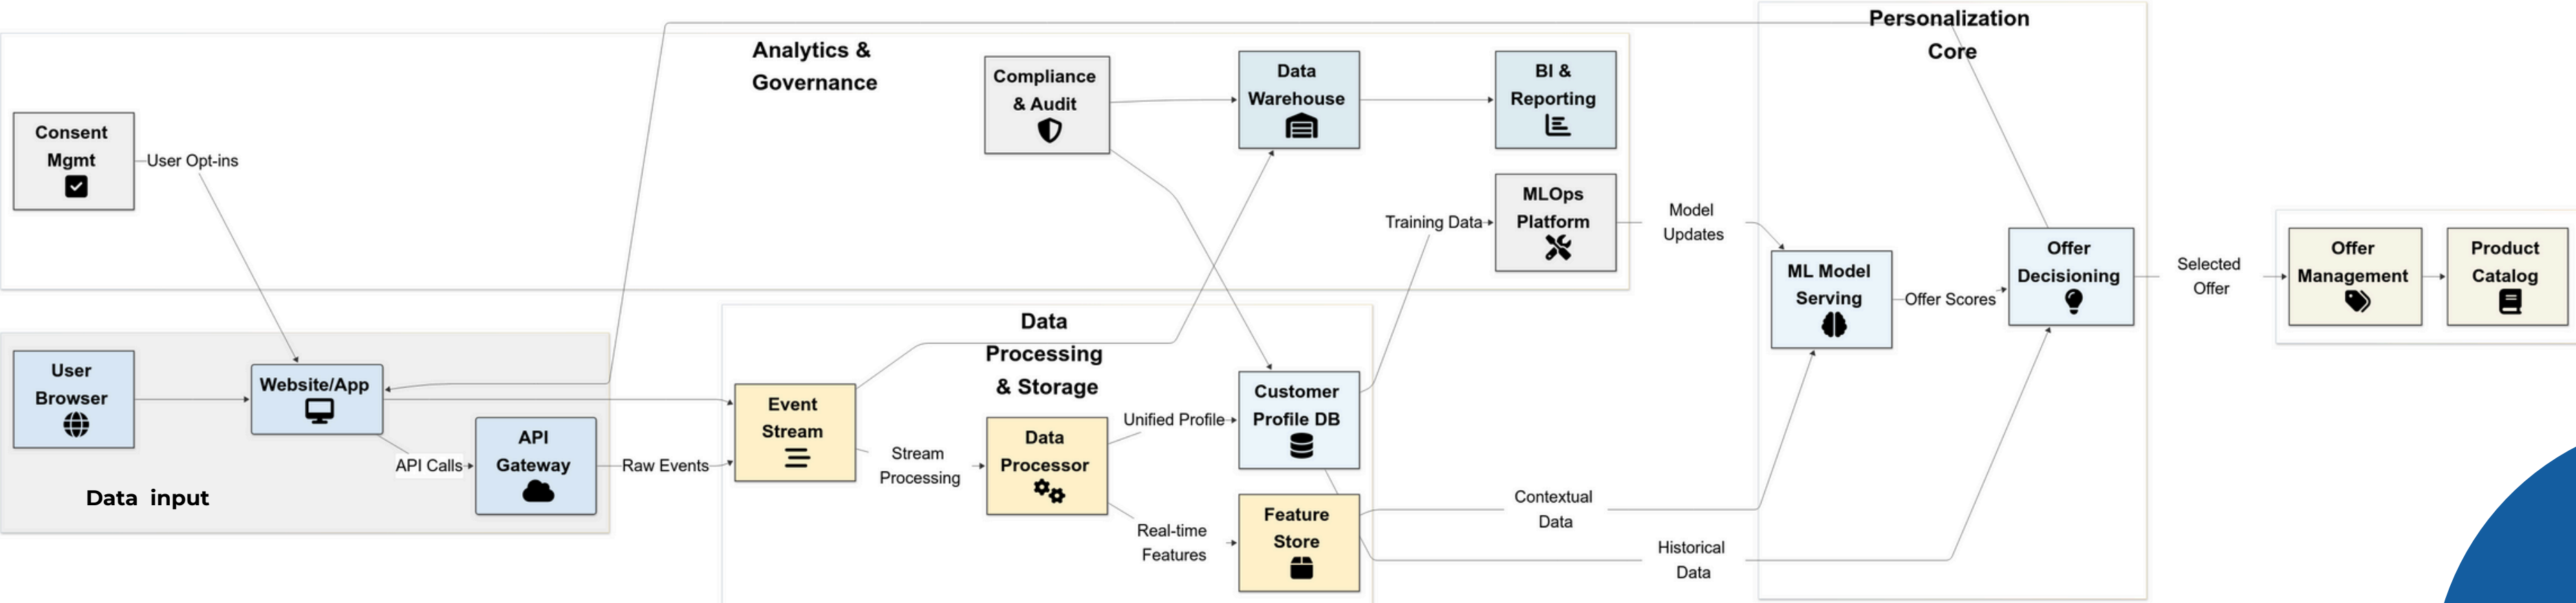 Personalization
Core
Analytics &
Governance
Compliance
& Audit
Data
Warehouse
BI &
Reporting
Consent
Mgmt
User Opt-ins
MLOps
Platform
Training Data
Model
Updates
ML Model
Serving
Offer Scores
Offer
Decisioning
Selected
Offer
Offer
Management
Product
Catalog
User
Browser
Website/App
API Calls
API
Gateway
Data input
Raw Events
Data
Processing
& Storage
Event
Stream
Stream
Processing
Data
Processor
Unified Profile
Customer
Profile DB
Real-time
Features
Feature
Store
Contextual
Data
Historical
Data